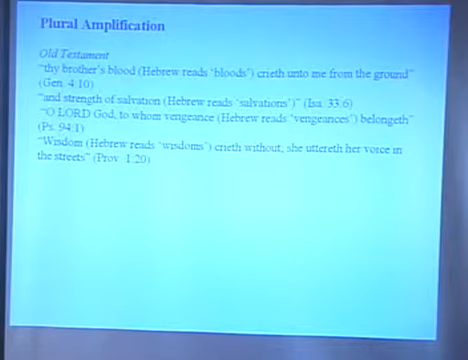 Plural Amplification
Old Testament
"thy brother's blood (Hebrew reads 'bloods') crieth unto me from the ground"
(Gen. 4:10)
"and strength of salvation (Hebrew reads 'salvations')" (Isa. 33:6)
"O LORD God, to whom vengeance (Hebrew reads 'vengeances') belongeth"
(Ps. 94:1)
"Wisdom (Hebrew reads 'wisdoms') crieth without; she uttereth her voice in
the streets" (Prov. 1:20)